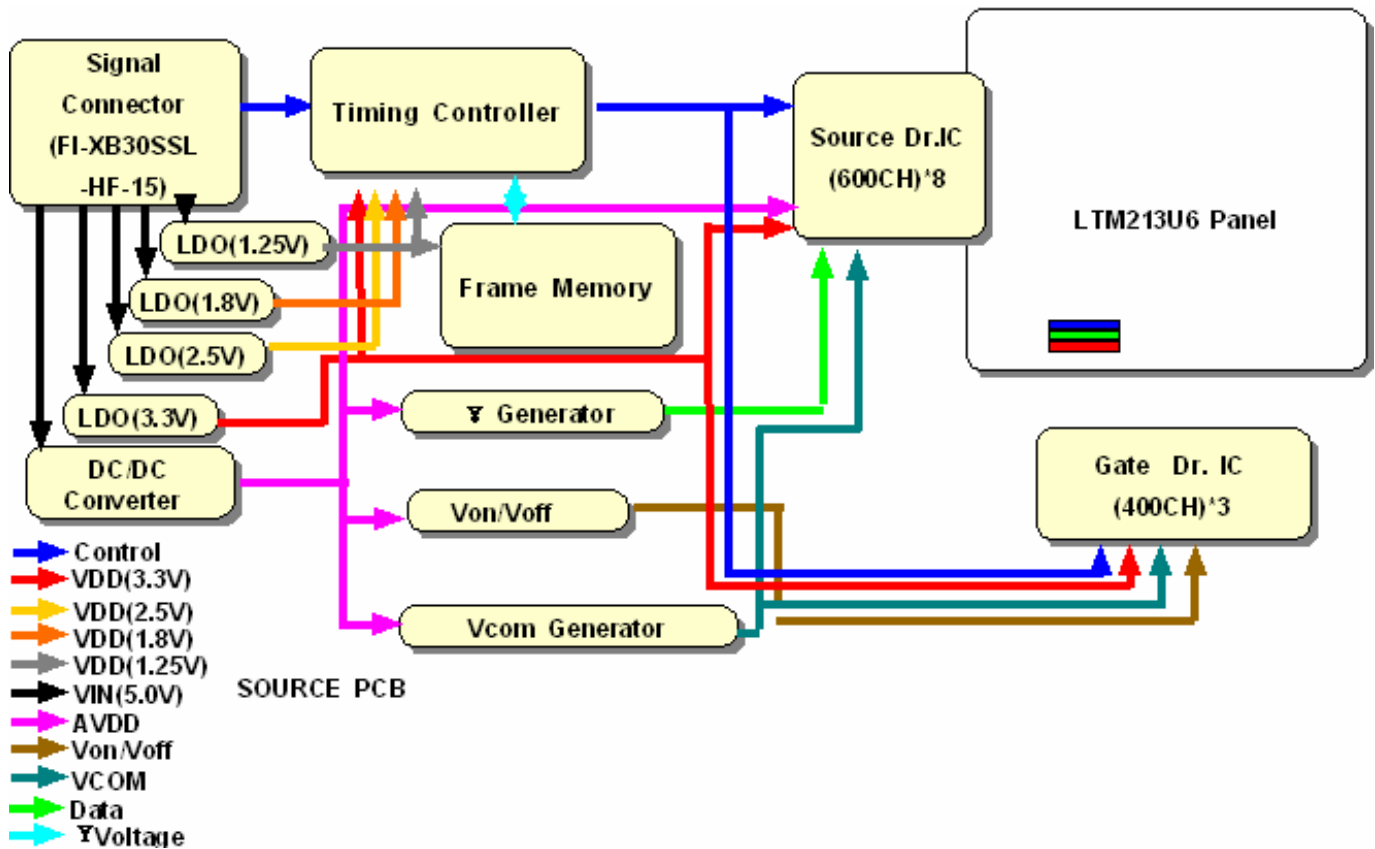 Signal
Connector
(FI-XB30SSL
-HF-15)
Timing Controller
Source Dr.IC
(600CH)*8
LTM213U6 Panel
LDO(1.25V)
LDO(1.8V)
LDO(2.5V)
LDO(3.3V)
Frame Memory
DC/DC
Converter
Generator
Von/Voff
Vcom Generator
Gate Dr. IC
(400CH)*3
Control
VDD(3.3V)
VDD(2.5V)
VDD(1.8V)
VDD(1.25V)
VIN(5.0V)
AVDD
Von/Voff
VCOM
Data
Voltage
SOURCE PCB